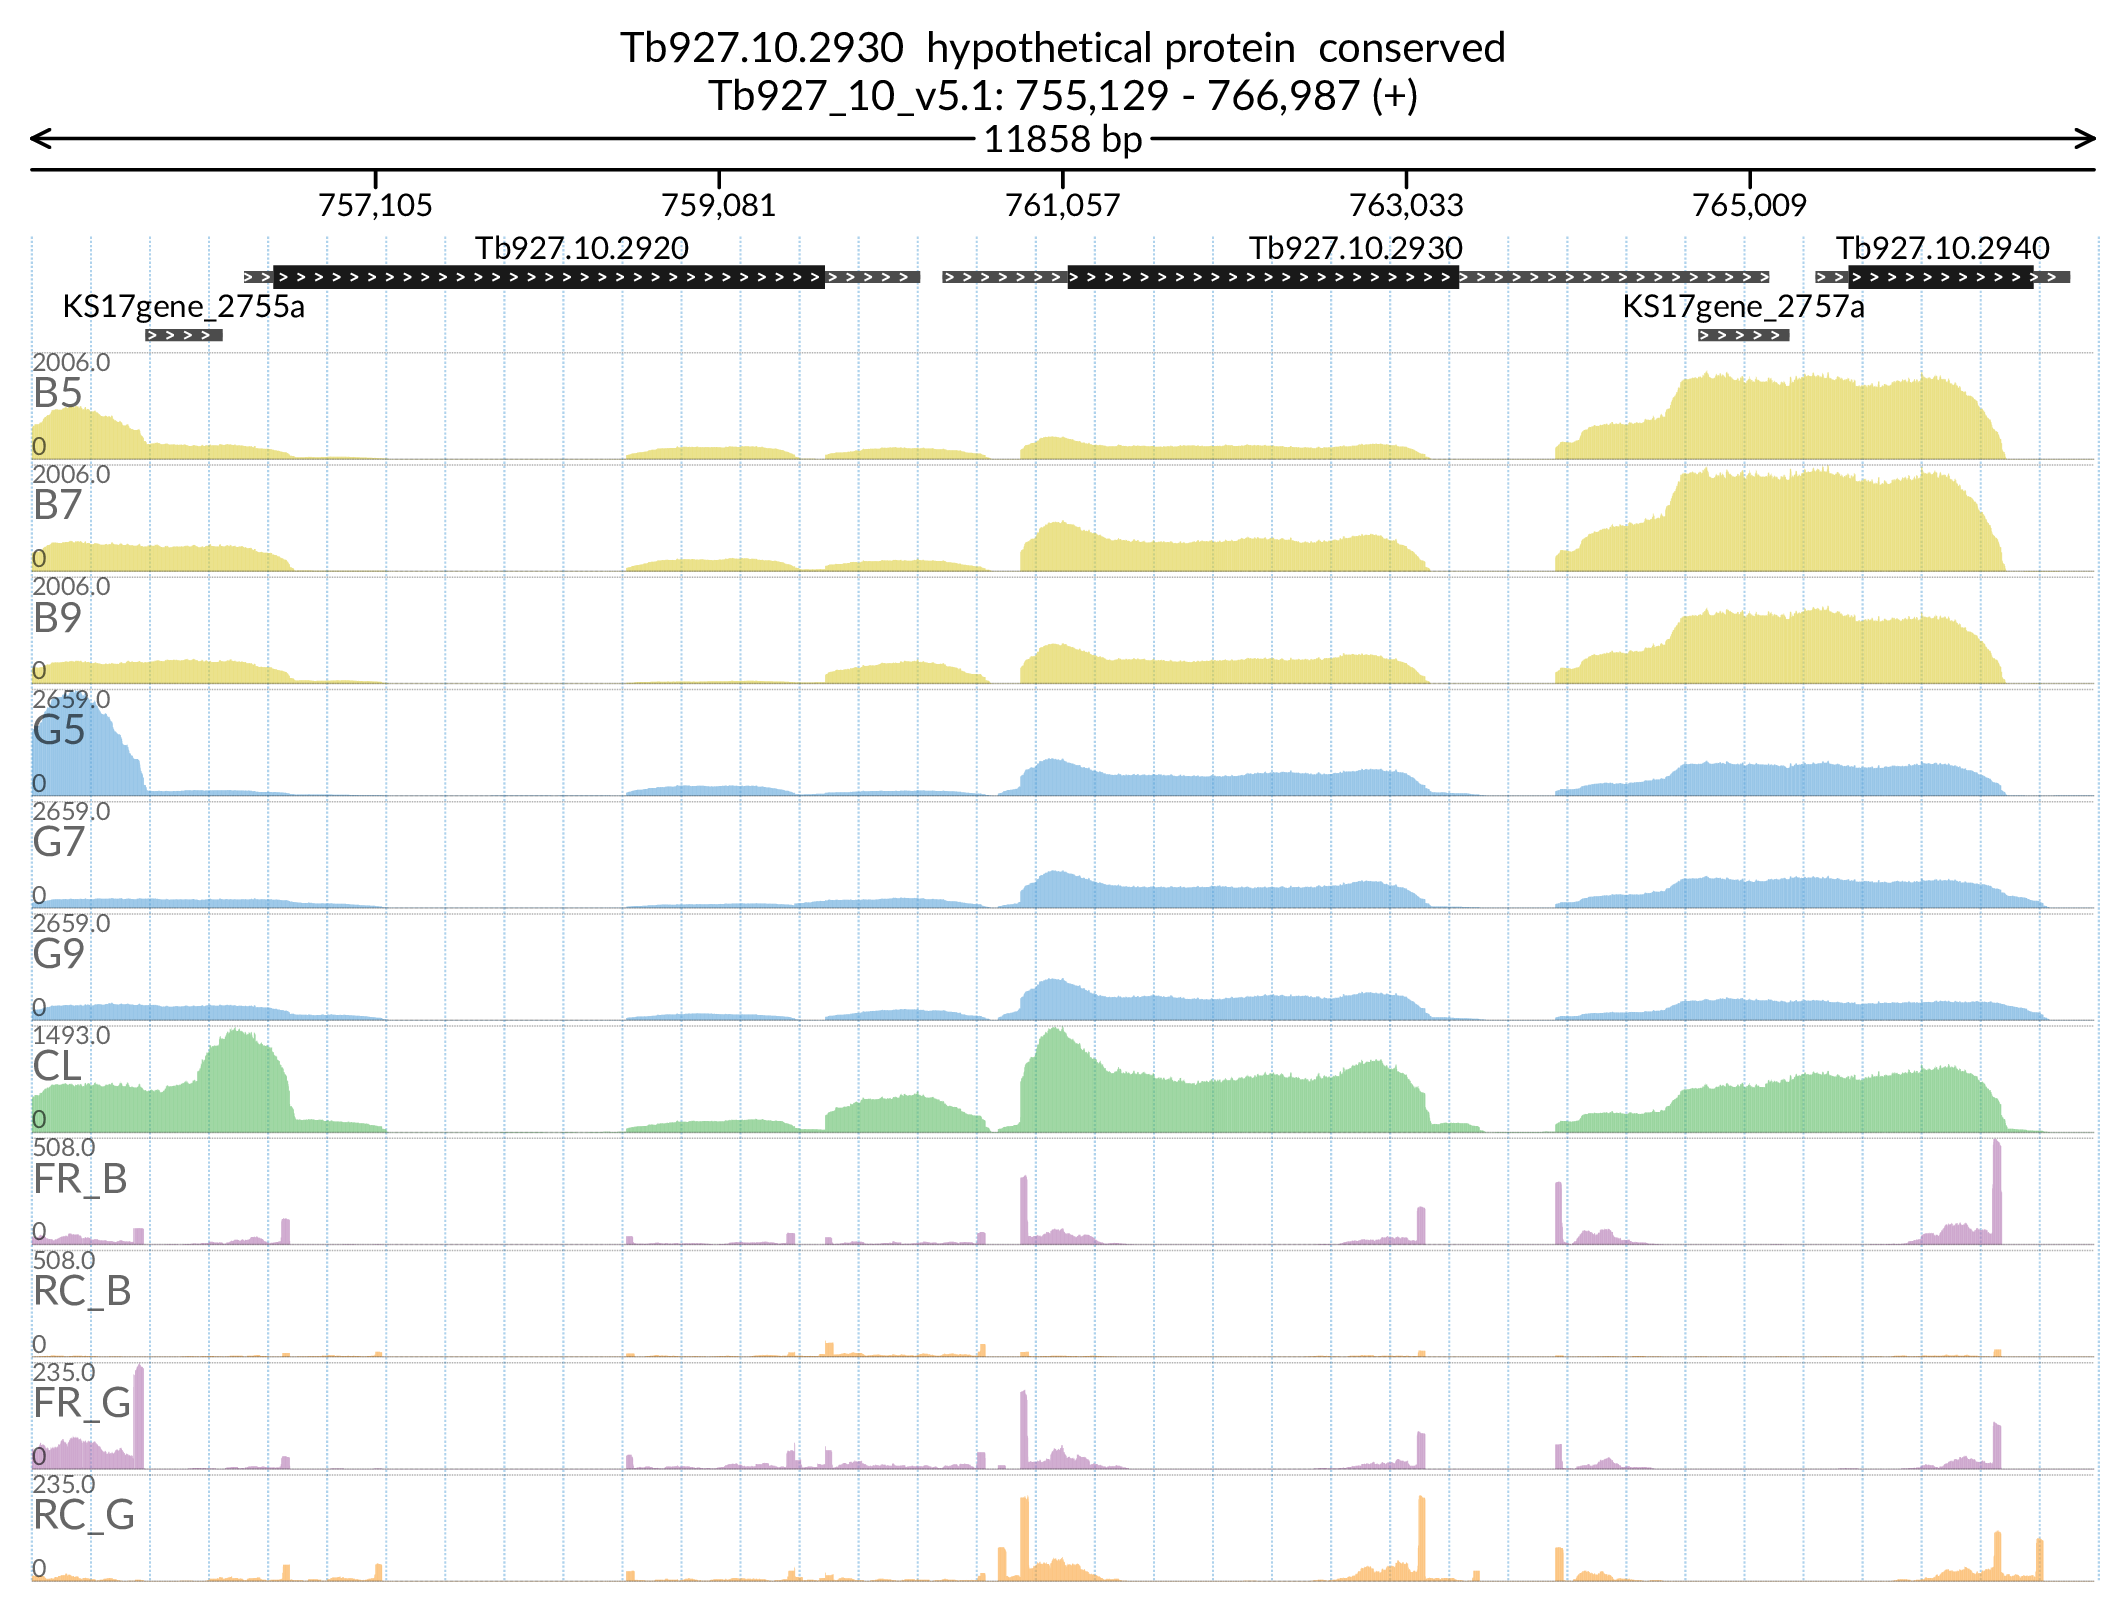 Tb927.10.2930  hypothetical protein  conserved
Tb927_10_v5.1: 755,129 - 766,987 (+)
11858 bp
757,105 759,081 761,057 763,033 765,009
Tb927.10.2920 Tb927.10.2930 Tb927.10.2940
KS17gene_2755a KS17gene_2757a
2006.0
B5
0
2006.0
B7
0
2006.0
B9
0
2659.0
G5
0
2659.0
G7
0
2659.0
G9
0
1493.0
CL
0
508.0
FR_B
0
508.0
RC_B
0
235.0
FR_G
0
235.0
RC_G
0